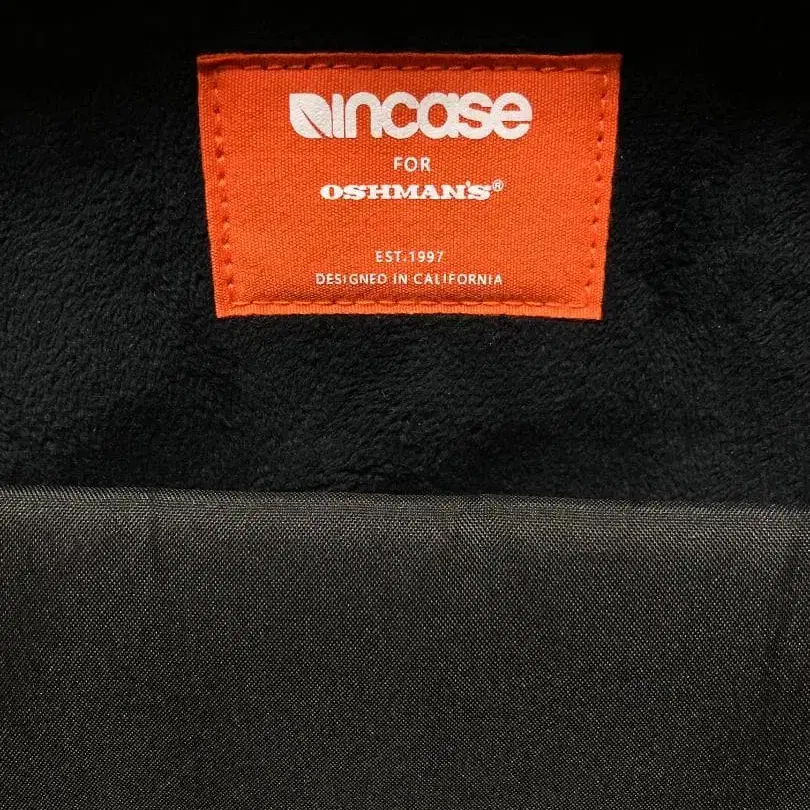 incase
FOR
OSHMAN'S®
EST.1997
DESIGNED IN CALIFORNIA